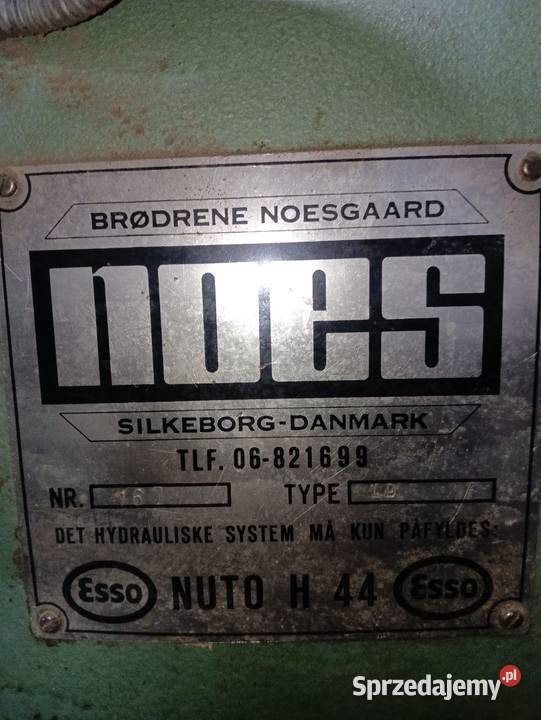 BRØDRENE NOESGAARD
noes
SILKEBORG-DANMARK
TLF. 06-821699
NR. TYPE
DET HYDRAULISKE SYSTEM MÅ KUN PÅFYLDES:
Esso NUTO H 44 Esso
Sprzedajemy.pl